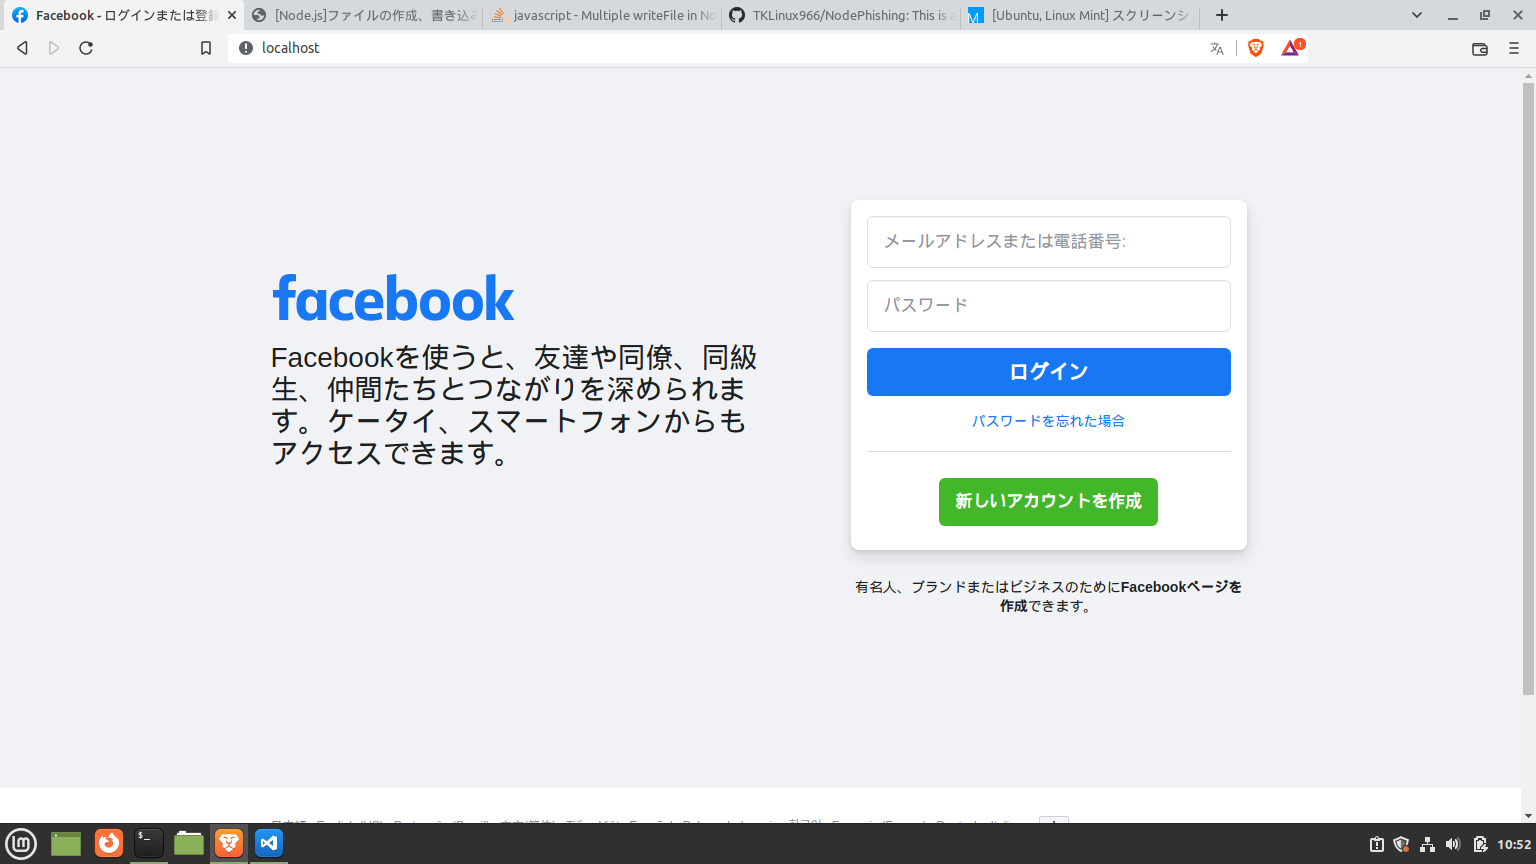 Facebook - ログインまたは登録
[Node.js]ファイルの作成、書き込み
javascript - Multiple writeFile in No
TKLinux966/NodePhishing: This is a
[Ubuntu, Linux Mint] スクリーンシ
localhost
1
facebook
Facebookを使うと、友達や同僚、同級
生、仲間たちとつながりを深められま
す。ケータイ、スマートフォンからも
アクセスできます。
メールアドレスまたは電話番号:
パスワード
ログイン
パスワードを忘れた場合
新しいアカウントを作成
有名人、ブランドまたはビジネスのためにFacebookページを
作成できます。
10:52